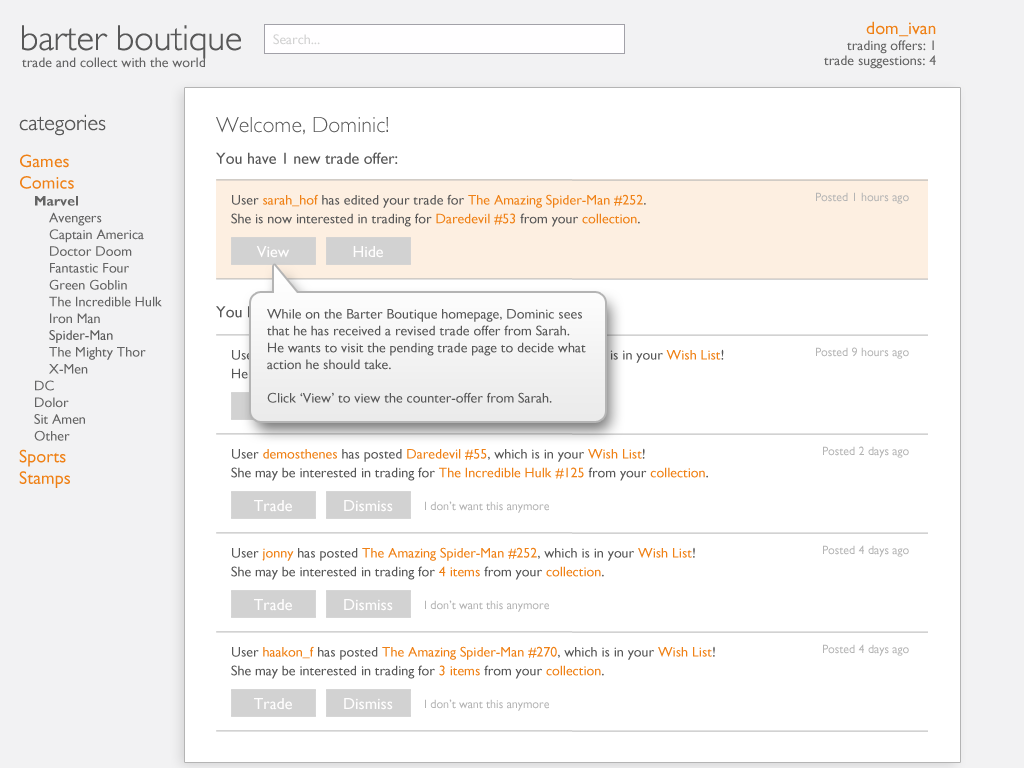 barter boutique
trade and collect with the world
Search...
dom_ivan
trading offers: 1
trade suggestions: 4
categories
Games
Comics
Marvel
Avengers
Captain America
Doctor Doom
Fantastic Four
Green Goblin
The Incredible Hulk
Iron Man
Spider-Man
The Mighty Thor
X-Men
DC
Dolor
Sit Amen
Other
Sports
Stamps
Welcome, Dominic!
You have 1 new trade offer:
User sarah_hof has edited your trade for The Amazing Spider-Man #252.
Posted 1 hours ago
She is now interested in trading for Daredevil #53 from your collection.
View Hide
You
While on the Barter Boutique homepage, Dominic sees
that he has received a revised trade offer from Sarah.
He wants to visit the pending trade page to decide what
action he should take.
Click ‘View’ to view the counter-offer from Sarah.
is in your Wish List!
Posted 9 hours ago
He
User demosthenes has posted Daredevil #55, which is in your Wish List!
Posted 2 days ago
She may be interested in trading for The Incredible Hulk #125 from your collection.
Trade Dismiss I don't want this anymore
User jonny has posted The Amazing Spider-Man #252, which is in your Wish List!
Posted 4 days ago
She may be interested in trading for 4 items from your collection.
Trade Dismiss I don't want this anymore
User haakon_f has posted The Amazing Spider-Man #270, which is in your Wish List!
Posted 4 days ago
She may be interested in trading for 3 items from your collection.
Trade Dismiss I don't want this anymore